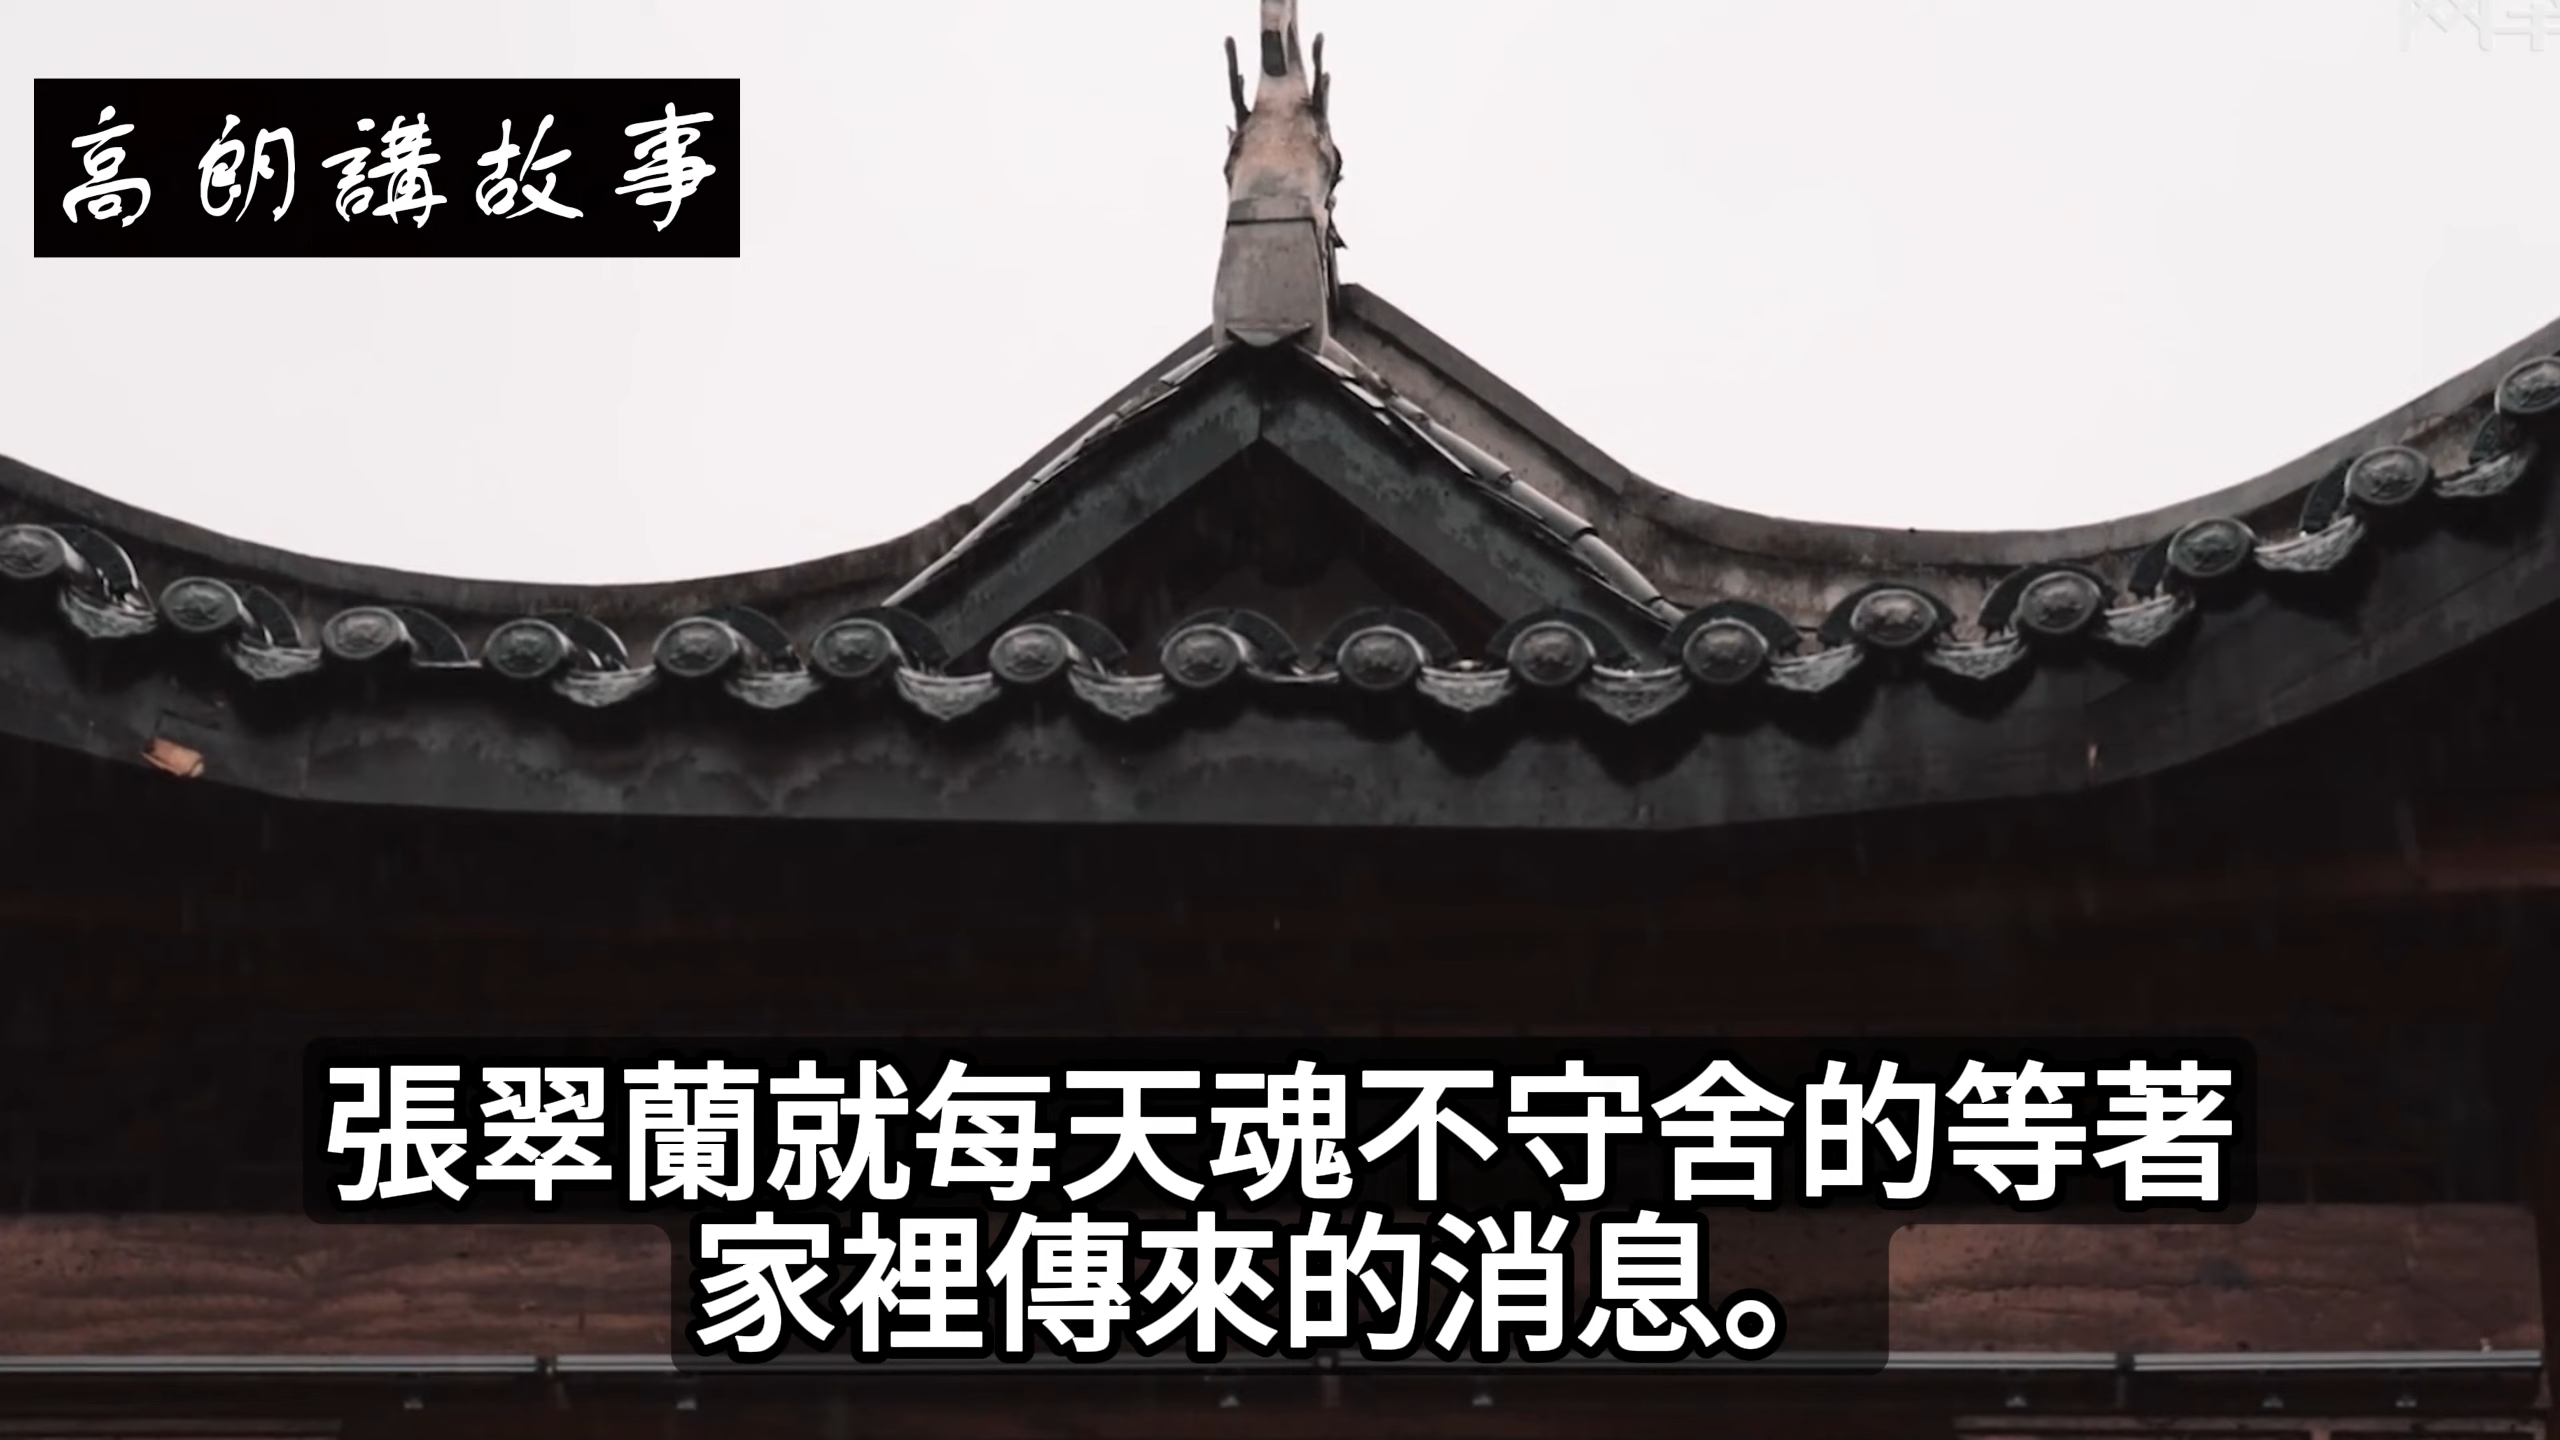 高朗講故事
張翠蘭就每天魂不守舍的等著
家裡傳來的消息。